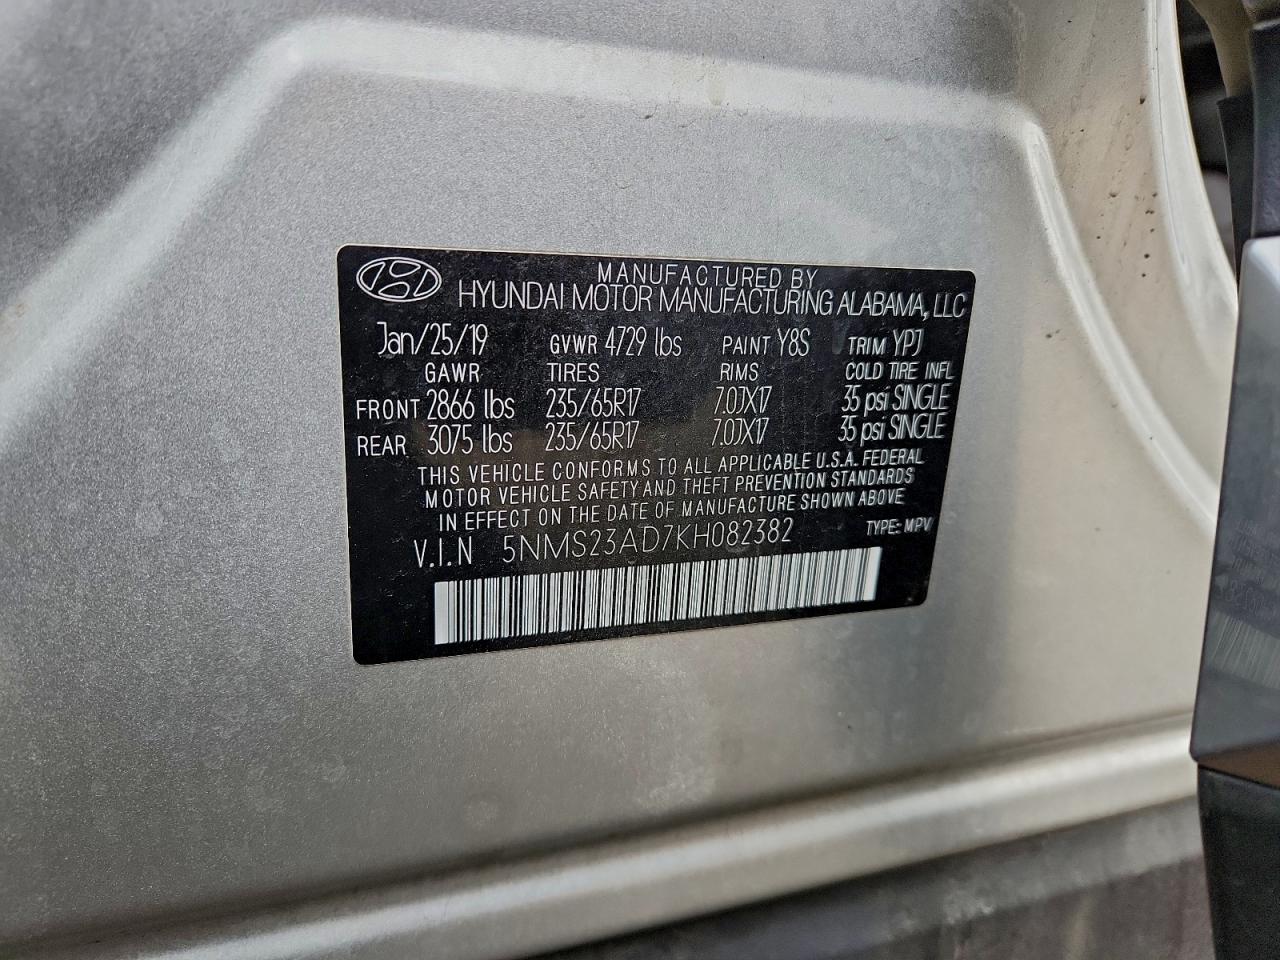 MANUFACTURED BY
HYUNDAI MOTOR MANUFACTURING ALABAMA, LLC
Jan/25/19 GVWR 4729 lbs PAINT Y8S TRIM YPJ
GAWR TIRES RIMS COLD TIRE INFL
FRONT 2866 lbs 235/65R17 7.0JX17 35 psi SINGLE
REAR 3075 lbs 235/65R17 7.0JX17 35 psi SINGLE
THIS VEHICLE CONFORMS TO ALL APPLICABLE U.S.A. FEDERAL
MOTOR VEHICLE SAFETY AND THEFT PREVENTION STANDARDS
IN EFFECT ON THE DATE OF MANUFACTURE SHOWN ABOVE
V.I.N 5NMS23AD7KH082382 TYPE: MPV